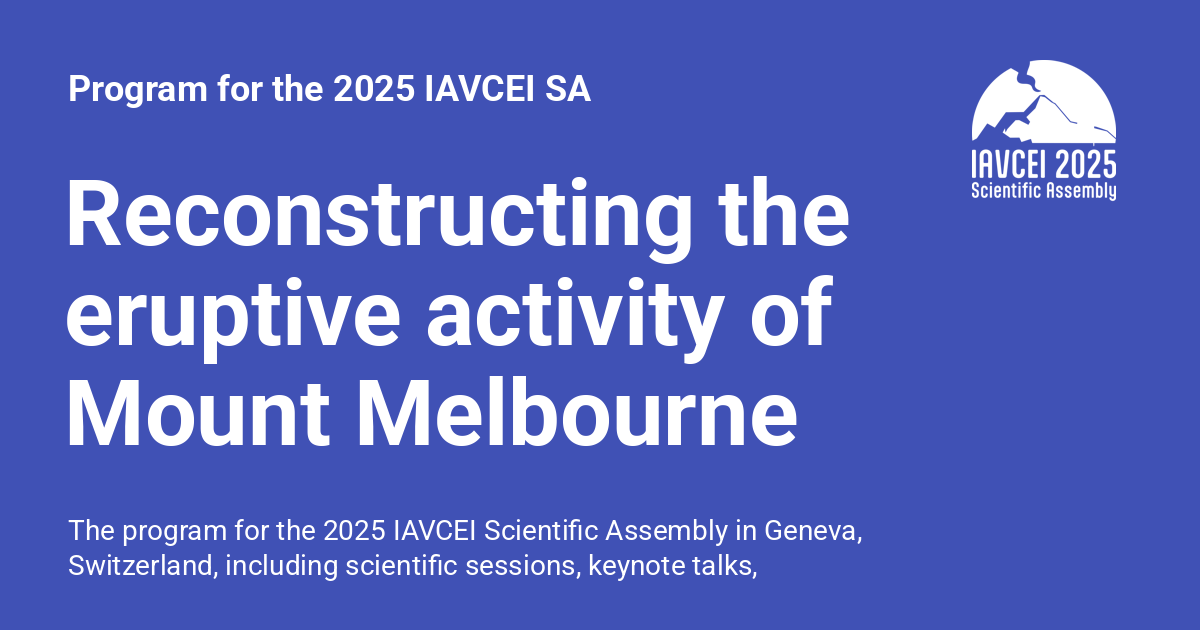 Program for the 2025 IAVCEI SA
IAVCEI 2025
Scientific Assembly
Reconstructing the
eruptive activity of
Mount Melbourne
The program for the 2025 IAVCEI Scientific Assembly in Geneva,
Switzerland, including scientific sessions, keynote talks,